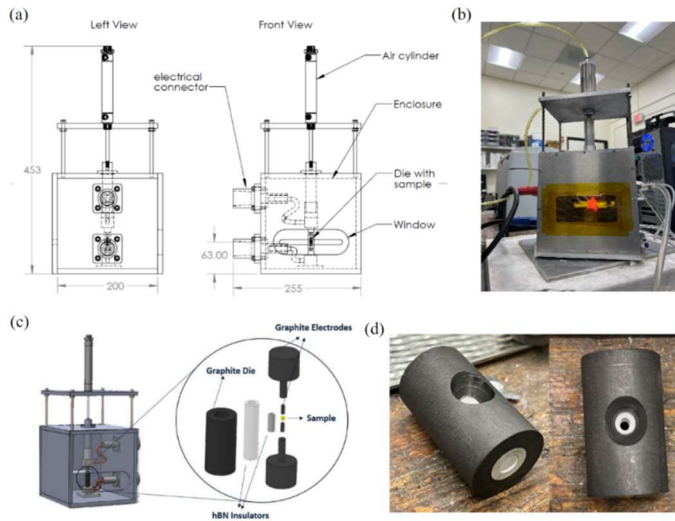 (a)
Left View
Front View
electrical
connector
Air cylinder
Enclosure
Die with
sample
Window
453
63.00
200
255
(b)
(c)
Graphite Electrodes
Graphite Die
Sample
hBN Insulators
(d)